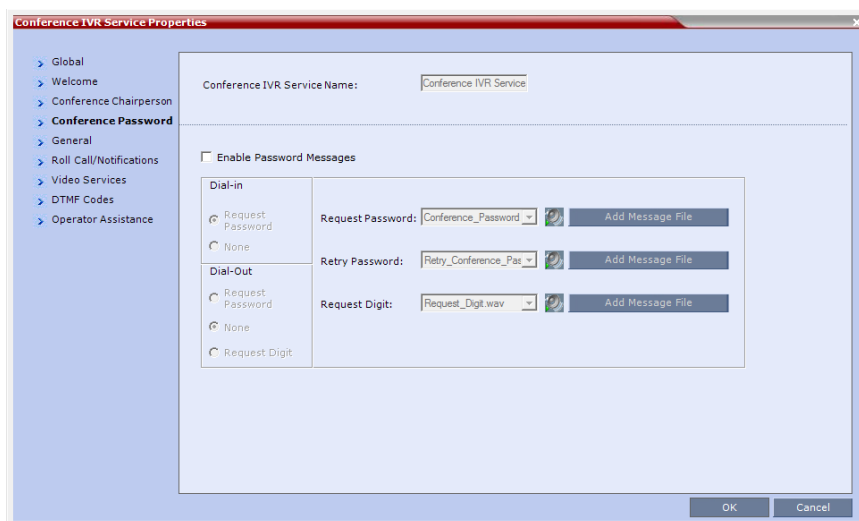 Conference IVR Service Properties
x
Global
Welcome
Conference Chairperson
Conference Password
General
Roll Call/Notifications
Video Services
DTMF Codes
Operator Assistance
Conference IVR Service Name:
Conference IVR Service
Enable Password Messages
Dial-in
Request
Password
None
Dial-Out
Request
Password
None
Request Digit
Request Password:
Conference_Password
Add Message File
Retry Password:
Retry_Conference_Pas
Add Message File
Request Digit:
Request_Digit.wav
Add Message File
OK
Cancel